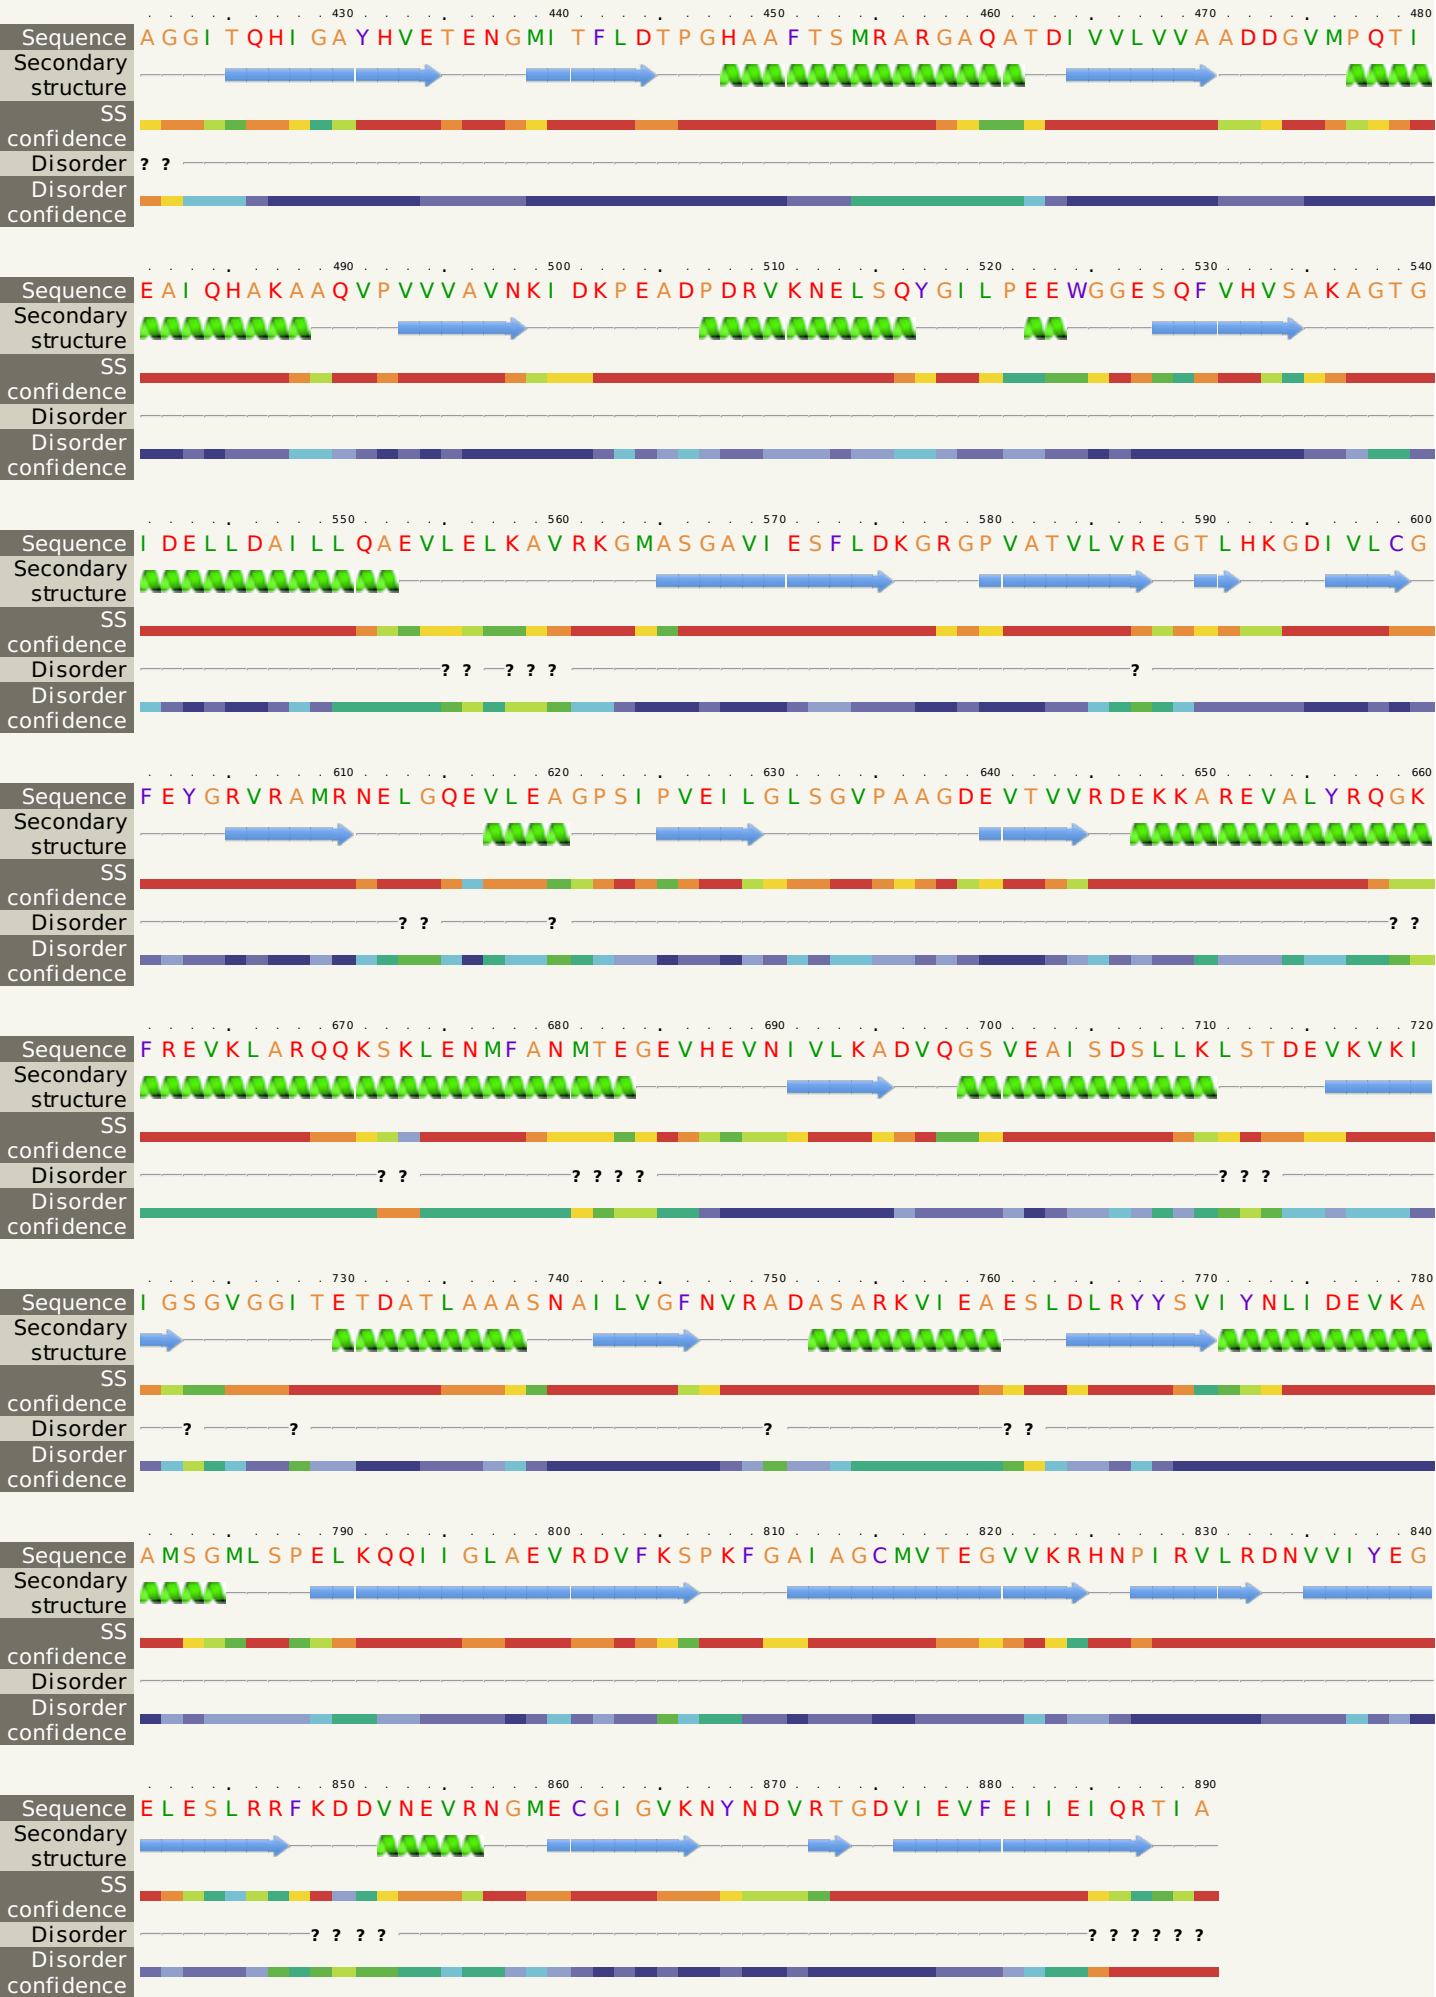 430 440 450 460 470 480
Sequence AGGITQHIGAYHVETENGMITFLDTPGHAAFTSMRARGAQATDIVVLVVAADDGVMPQTI
Secondary
structure
SS
confidence
Disorder ? ?
Disorder
confidence
490 500 510 520 530 540
Sequence EAIQHAKAAQVPVVVAVNKIDKPEADPDRVKNELSQYGILPEEWGGESQFVHVSAKAGTG
Secondary
structure
SS
confidence
Disorder
Disorder
confidence
550 560 570 580 590 600
Sequence IDELLDAILLQAEVLELKAVRKGMASGAVIESFLDKGRGPVATVLVREGTLHKGDIVLCG
Secondary
structure
SS
confidence
Disorder ? ? ? ? ? ?
Disorder
confidence
610 620 630 640 650 660
Sequence FEYGRVRAMRNELGQEVLEAGPSIPVEILGLSGVPAAGDEVTVVRDEKKAREVALYRQGK
Secondary
structure
SS
confidence
Disorder ? ? ? ? ?
Disorder
confidence
670 680 690 700 710 720
Sequence FREVKLARQQKSKLENMFANMTEGEVHEVNIVLKADVQGSVEAISDSLLKLSTDEVKVKI
Secondary
structure
SS
confidence
Disorder ? ? ? ? ? ? ? ? ?
Disorder
confidence
730 740 750 760 770 780
Sequence IGSGVGGITETDATLAAASNAILVGFNVRADASARKVIEAESLDLRYYSVIYNLIDEVKA
Secondary
structure
SS
confidence
Disorder ? ? ? ? ?
Disorder
confidence
790 800 810 820 830 840
Sequence AMSGMLSPELKQQIIGLAEVRDVFKSPKFGAIAGCMVTEGVVKRHNPIRVLRDNVVIYEG
Secondary
structure
SS
confidence
Disorder
Disorder
confidence
850 860 870 880 890
Sequence ELESLRRFKDDVNEVRNGMECGIGVKNYNDVRTGDVIEVFEIIEIQRTIA
Secondary
structure
SS
confidence
Disorder ? ? ? ? ? ? ? ? ? ?
Disorder
confidence